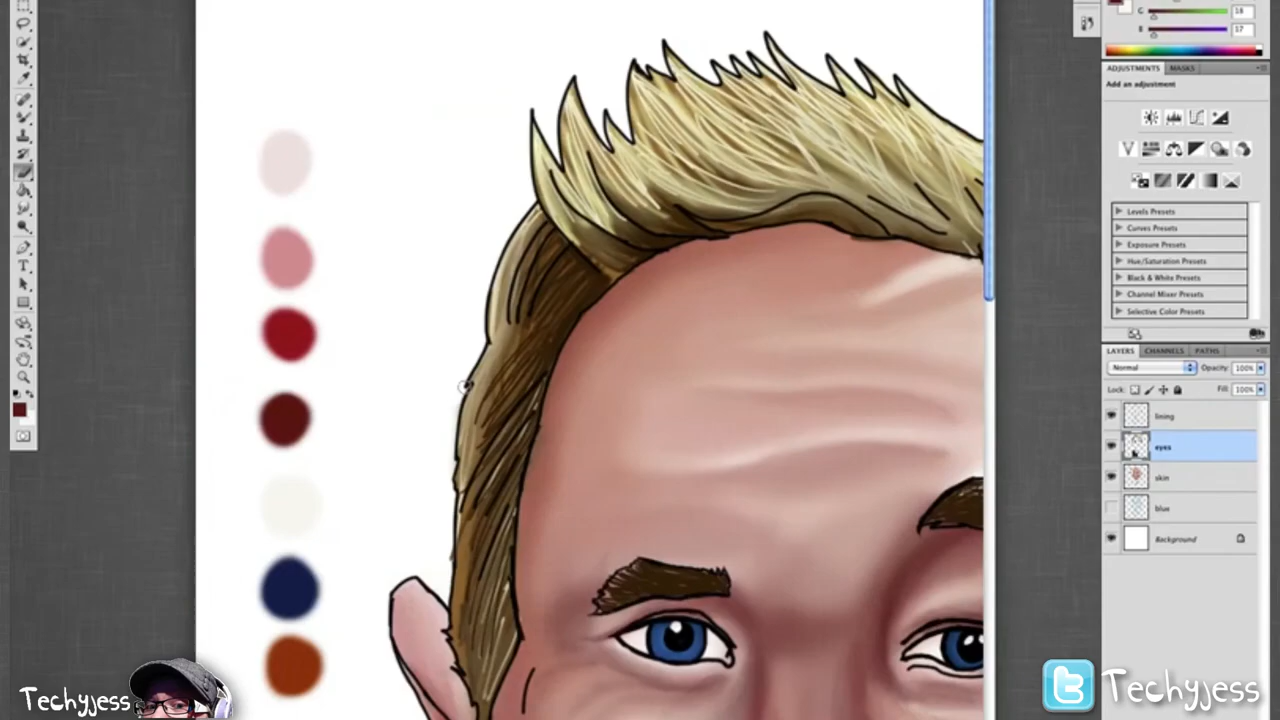 G 18
B 17
ADJUSTMENTS MASKS
Add an adjustment
Levels Presets
Curves Presets
Exposure Presets
Hue/Saturation Presets
Black & White Presets
Channel Mixer Presets
Selective Color Presets
LAYERS CHANNELS PATHS
Normal Opacity: 100%
Lock: Fill: 100%
lining
eyes
skin
blue
Background
Techyjess
Techyjess